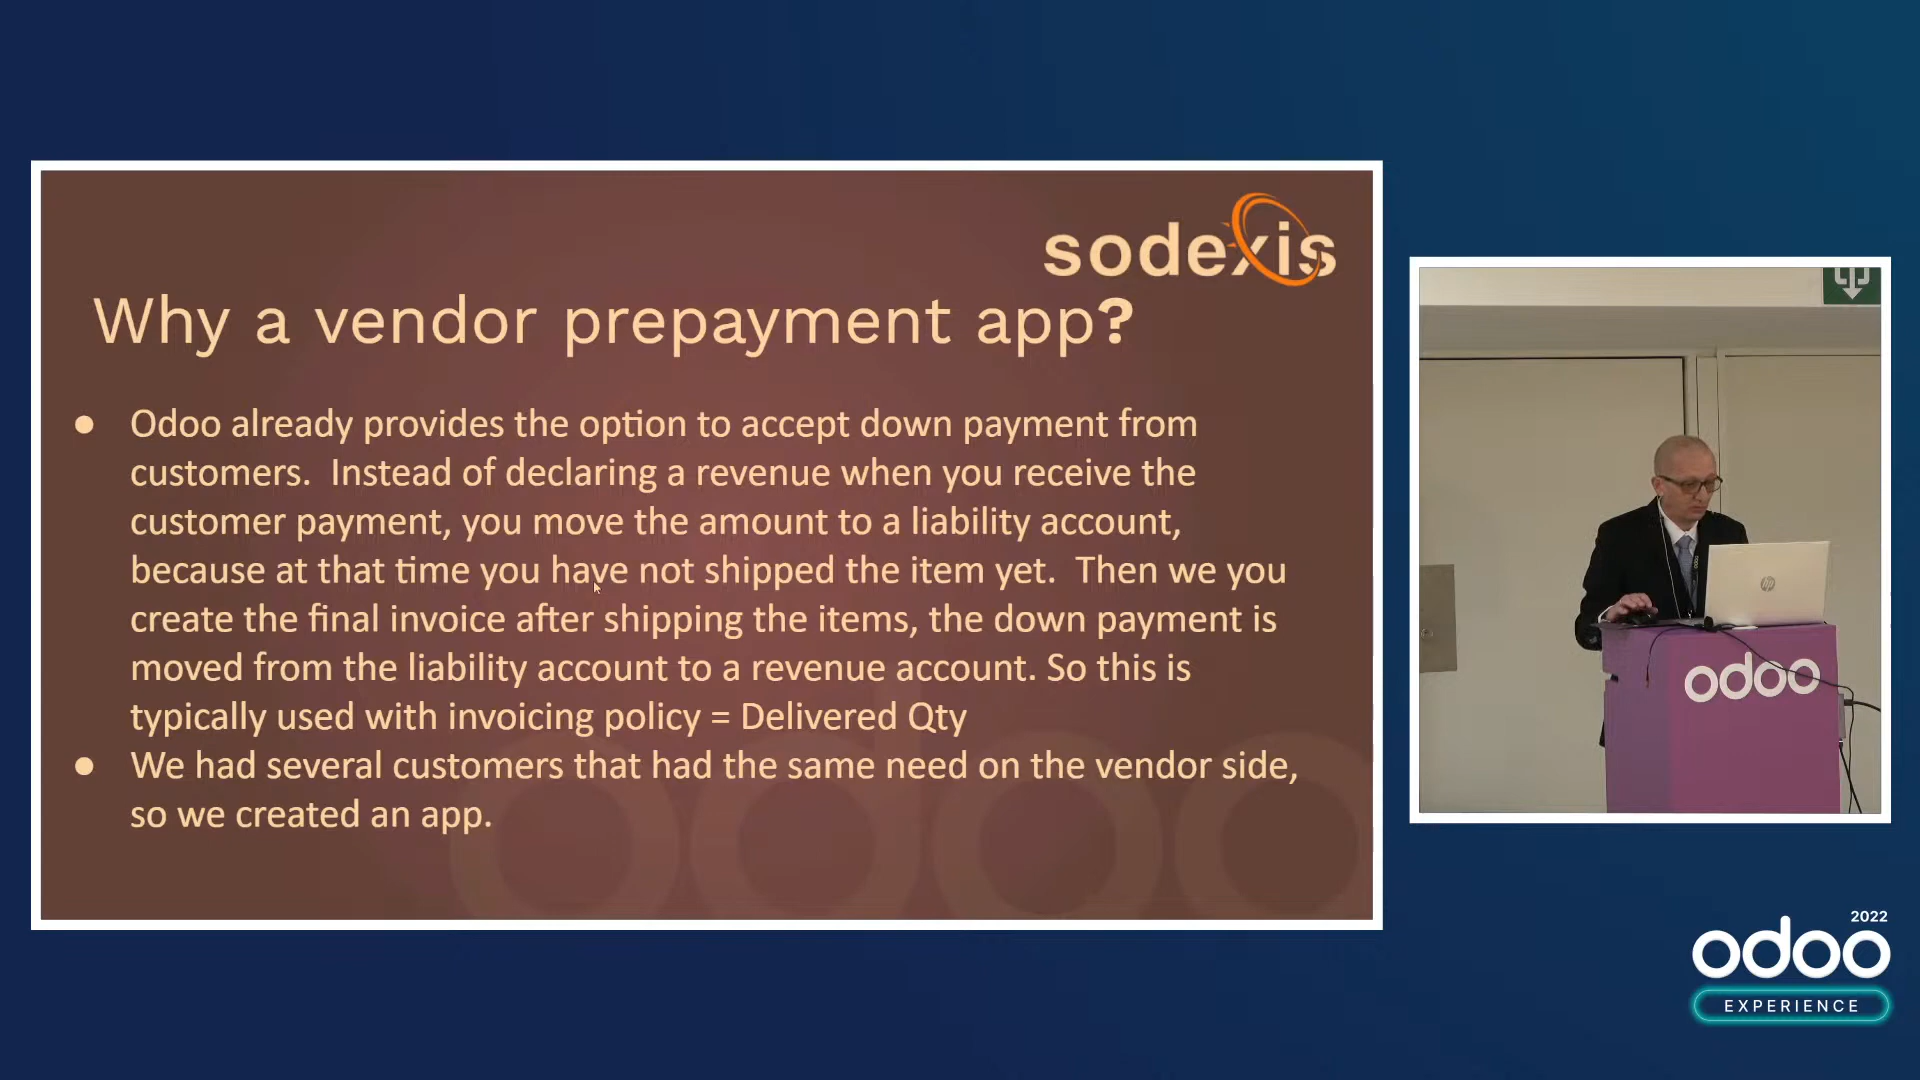 sodexis
Why a vendor prepayment app?
● Odoo already provides the option to accept down payment from
customers.  Instead of declaring a revenue when you receive the
customer payment, you move the amount to a liability account,
because at that time you have not shipped the item yet.  Then we you
create the final invoice after shipping the items, the down payment is
moved from the liability account to a revenue account. So this is
typically used with invoicing policy = Delivered Qty
● We had several customers that had the same need on the vendor side,
so we created an app.
odoo
odoo
hp
odoo
2022
odoo
EXPERIENCE